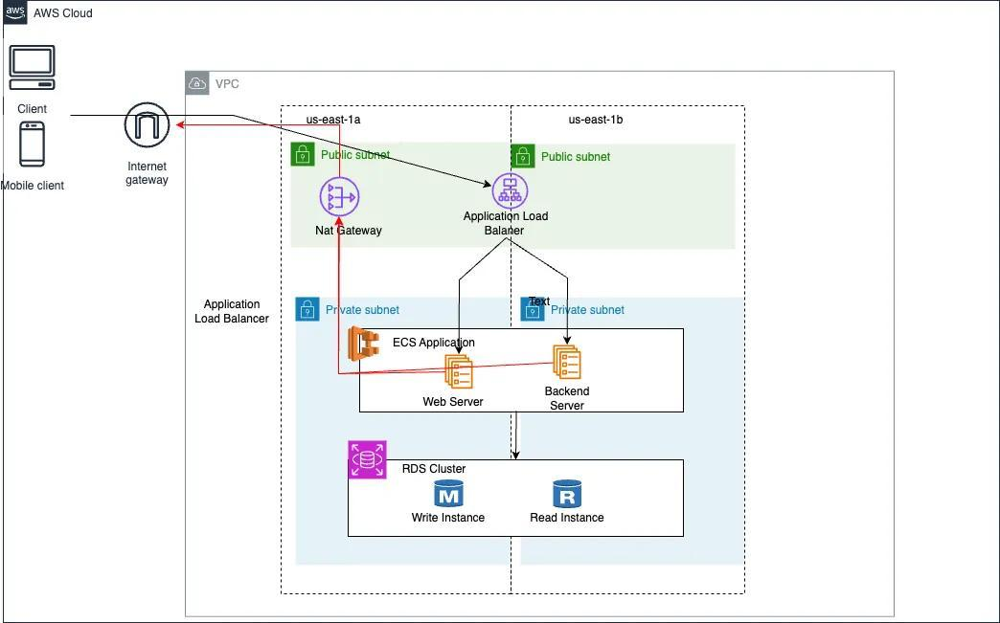 aws
AWS Cloud
Client
Mobile client
Internet
gateway
VPC
us-east-1a
us-east-1b
Public subnet
Public subnet
Nat Gateway
Application Load
Balaner
Application
Load Balancer
Private subnet
Text
Private subnet
ECS Application
Web Server
Backend
Server
RDS Cluster
M
R
Write Instance
Read Instance